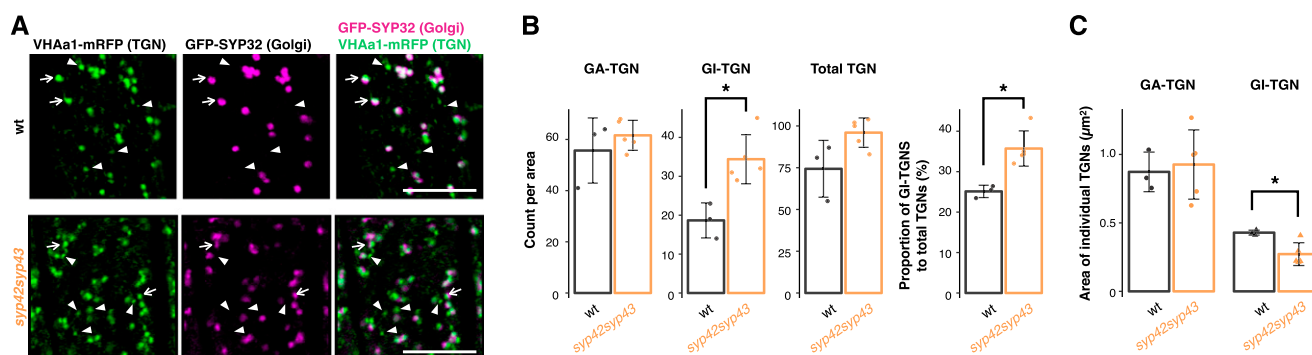 A
VHAa1-mRFP (TGN)
GFP-SYP32 (Golgi)
GFP-SYP32 (Golgi)
VHAa1-mRFP (TGN)
wt
syp42syp43
B
GA-TGN
GI-TGN
Total TGN
Count per area
60
40
20
0
40
30
20
10
0
*
100
75
50
25
0
Proportion of GI-TGNS
to total TGNs (%)
40
30
20
10
0
*
wt
syp42syp43
wt
syp42syp43
wt
syp42syp43
wt
syp42syp43
C
GA-TGN
GI-TGN
Area of individual TGNs (µm²)
1.0
0.5
0
*
wt
syp42syp43
wt
syp42syp43